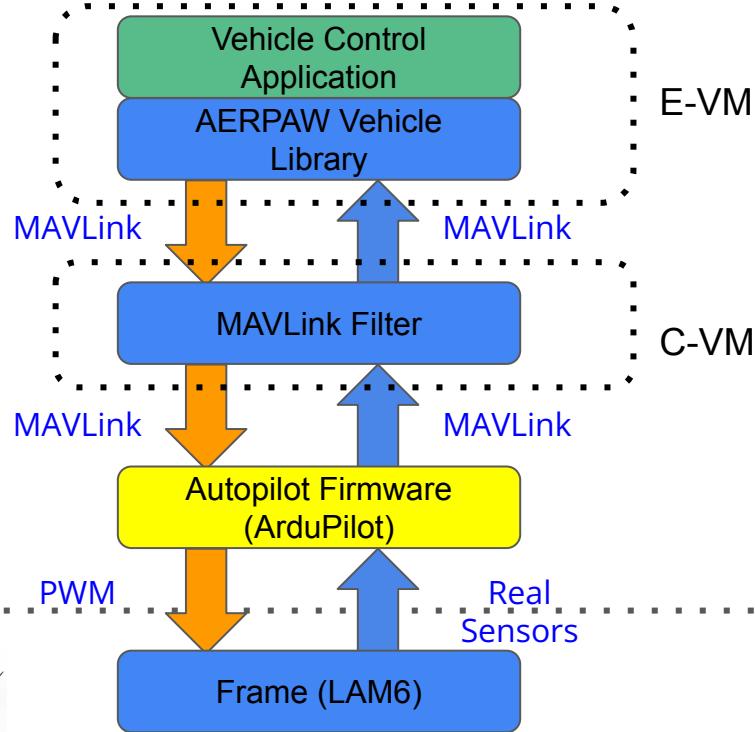 Vehicle Control
Application
E-VM
AERPAW Vehicle
Library
MAVLink
MAVLink
MAVLink Filter
C-VM
MAVLink
MAVLink
Autopilot Firmware
(ArduPilot)
PWM
Real
Sensors
Frame (LAM6)